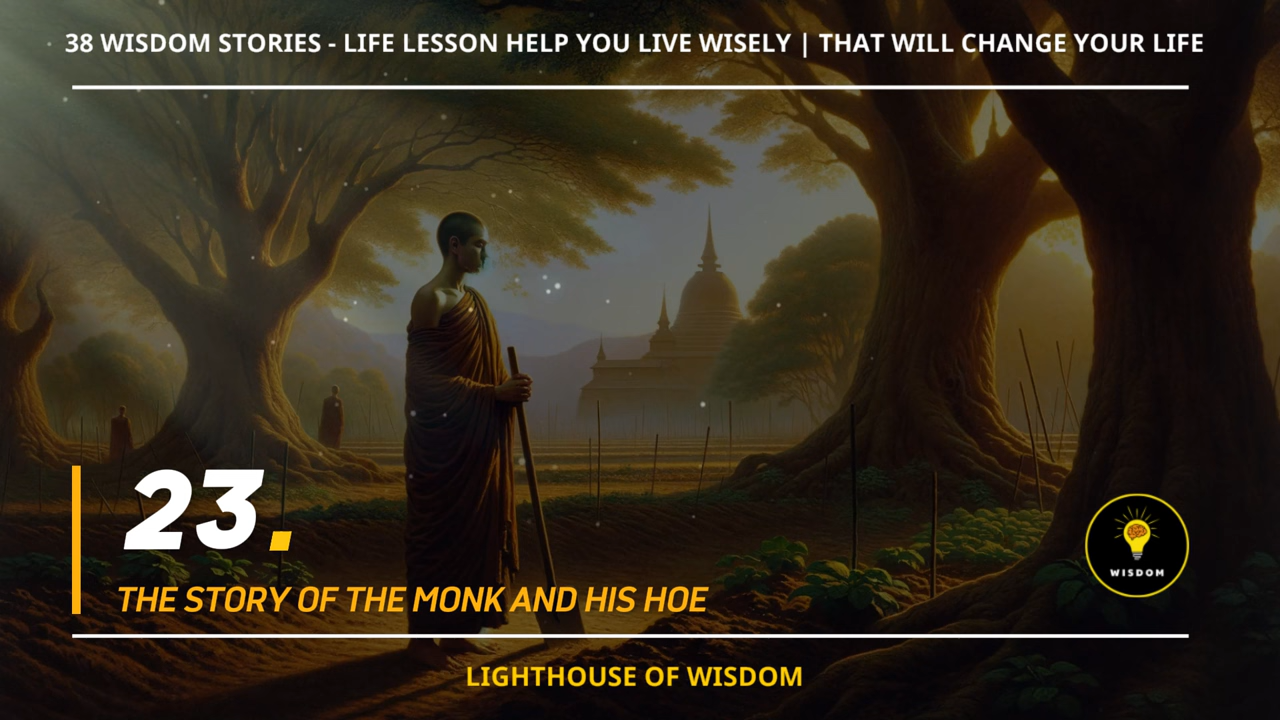 38 WISDOM STORIES - LIFE LESSON HELP YOU LIVE WISELY | THAT WILL CHANGE YOUR LIFE
23.
THE STORY OF THE MONK AND HIS HOE
WISDOM
LIGHTHOUSE OF WISDOM